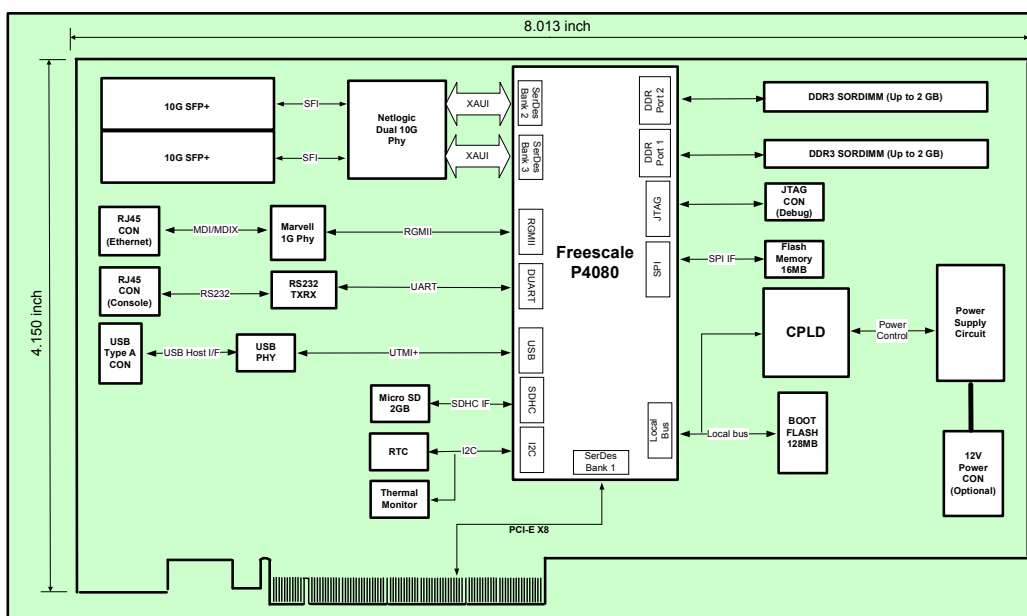 8.013 inch
4.150 inch
10G SFP+
SFI
10G SFP+
SFI
Netlogic
Dual 10G
Phy
XAUI
XAUI
SerDes
Bank 2
SerDes
Bank 3
RJ45
CON
(Ethernet)
MDI/MDIX
Marvell
1G Phy
RGMII
RGMII
RJ45
CON
(Console)
RS232
RS232
TXRX
UART
DUART
USB
Type A
CON
USB Host I/F
USB
PHY
UTMI+
USB
Micro SD
2GB
SDHC IF
SDHC
RTC
I2C
I2C
Thermal
Monitor
Freescale
P4080
DDR
Port 2
DDR3 SORDIMM (Up to 2 GB)
DDR
Port 1
DDR3 SORDIMM (Up to 2 GB)
JTAG
JTAG
CON
(Debug)
SPI
SPI IF
Flash
Memory
16MB
CPLD
Power
Control
Power
Supply
Circuit
Local
Bus
Local bus
BOOT
FLASH
128MB
12V
Power
CON
(Optional)
SerDes
Bank 1
PCI-E X8